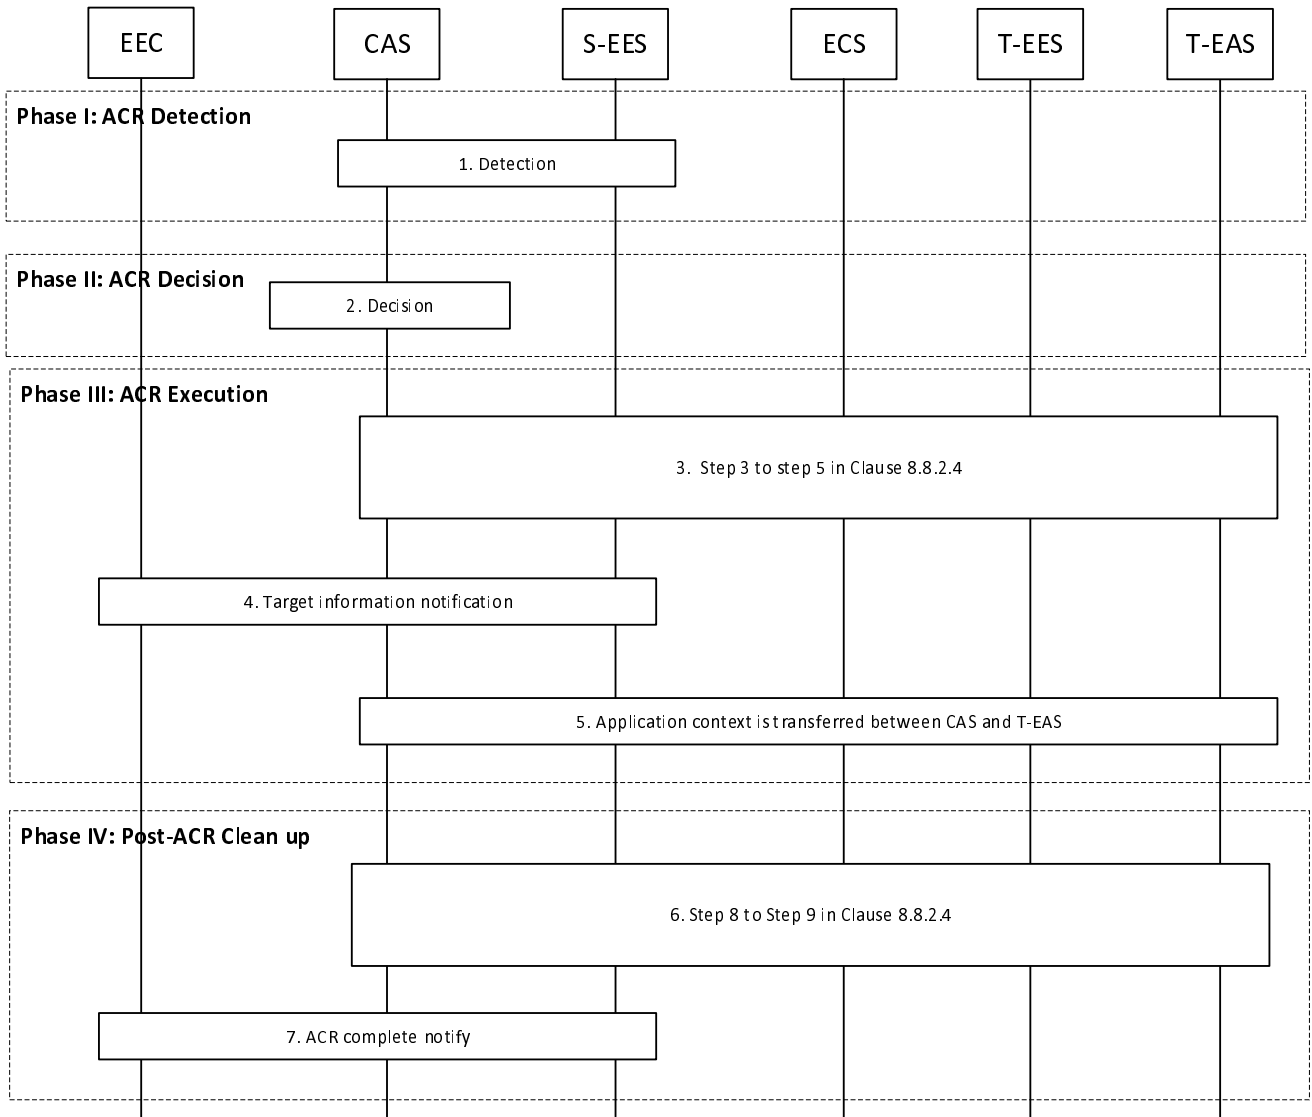 EEC
CAS
S-EES
ECS
T-EES
T-EAS
Phase I: ACR Detection
1. Detection
Phase II: ACR Decision
2. Decision
Phase III: ACR Execution
3. Step 3 to step 5 in Clause 8.8.2.4
4. Target information notification
5. Application context is transferred between CAS and T-EAS
Phase IV: Post-ACR Clean up
6. Step 8 to Step 9 in Clause 8.8.2.4
7. ACR complete notify